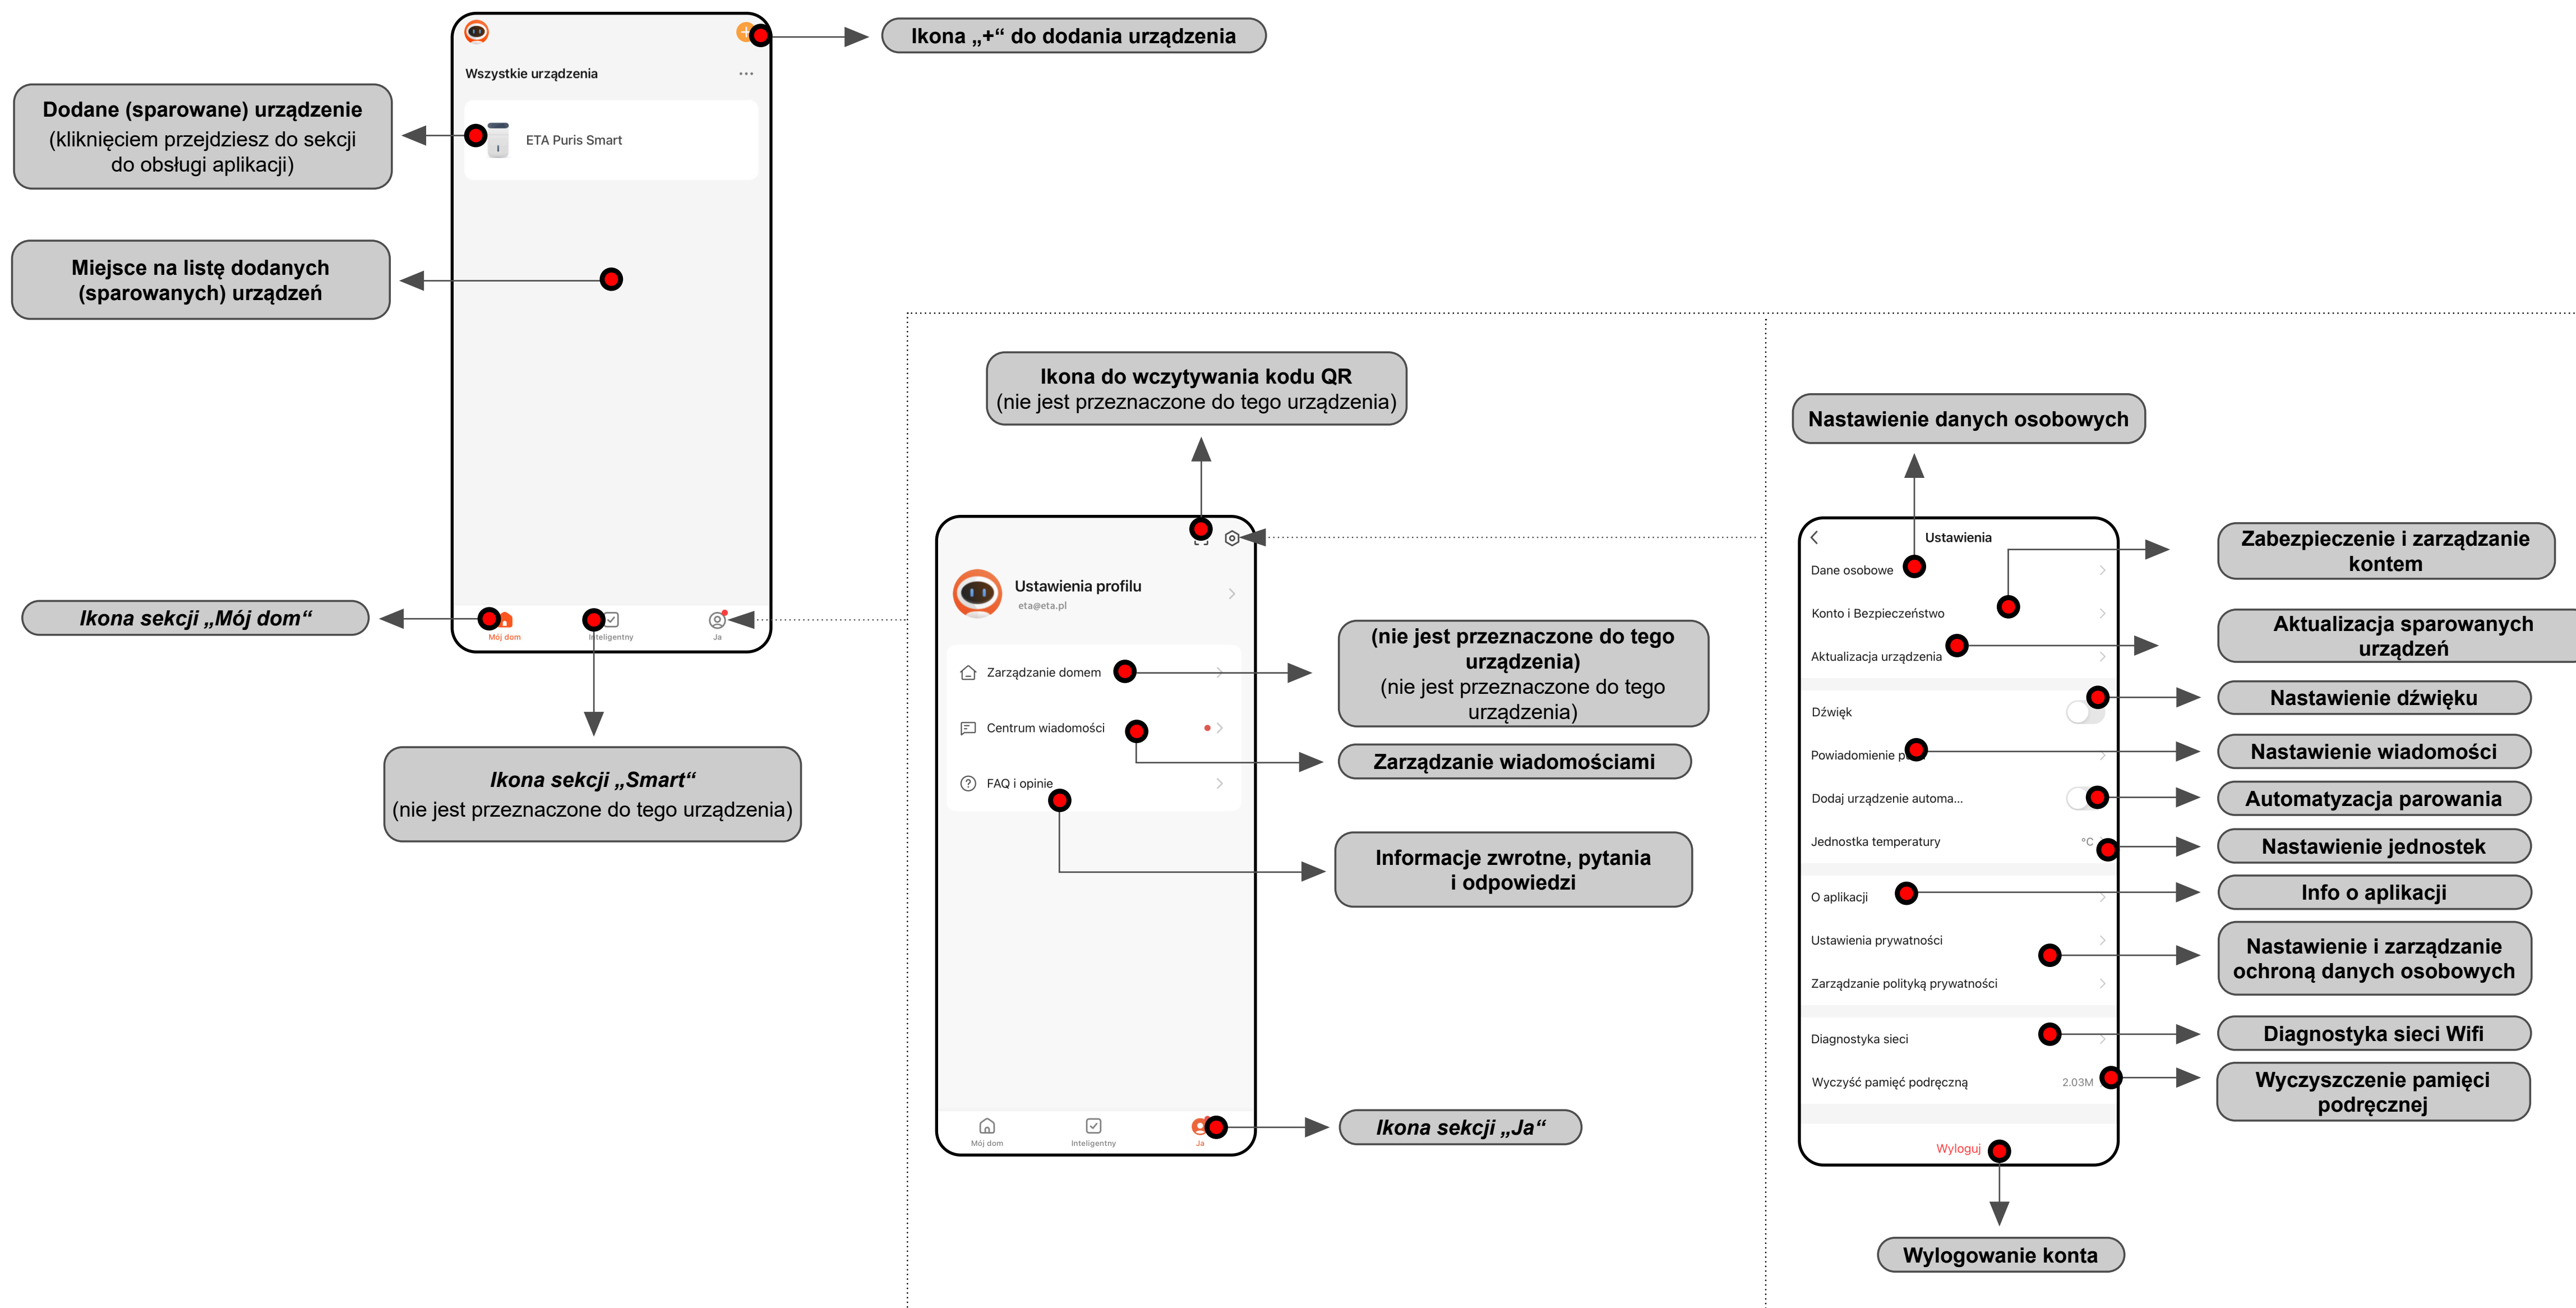 Ikona „+“ do dodania urządzenia
Wszystkie urządzenia
Dodane (sparowane) urządzenie
(kliknięciem przejdziesz do sekcji
do obsługi aplikacji)
ETA Puris Smart
Miejsce na listę dodanych
(sparowanych) urządzeń
Ikona sekcji „Mój dom“
Mój dom
Inteligentny
Ja
Ikona sekcji „Smart“
(nie jest przeznaczone do tego urządzenia)
Ikona do wczytywania kodu QR
(nie jest przeznaczone do tego urządzenia)
Ustawienia profilu
eta@eta.pl
Zarządzanie domem
(nie jest przeznaczone do tego
urządzenia)
(nie jest przeznaczone do tego
urządzenia)
Centrum wiadomości
Zarządzanie wiadomościami
FAQ i opinie
Informacje zwrotne, pytania
i odpowiedzi
Mój dom
Inteligentny
Ja
Ikona sekcji „Ja“
Nastawienie danych osobowych
Ustawienia
Dane osobowe
Zabezpieczenie i zarządzanie
kontem
Konto i Bezpieczeństwo
Aktualizacja urządzenia
Aktualizacja sparowanych
urządzeń
Dźwięk
Nastawienie dźwięku
Powiadomienie
Nastawienie wiadomości
Dodaj urządzenie automa...
Automatyzacja parowania
Jednostka temperatury
°C
Nastawienie jednostek
O aplikacji
Info o aplikacji
Ustawienia prywatności
Nastawienie i zarządzanie
ochroną danych osobowych
Zarządzanie polityką prywatności
Diagnostyka sieci
Diagnostyka sieci Wifi
Wyczyść pamięć podręczną
2.03M
Wyczyszczenie pamięci
podręcznej
Wyloguj
Wylogowanie konta